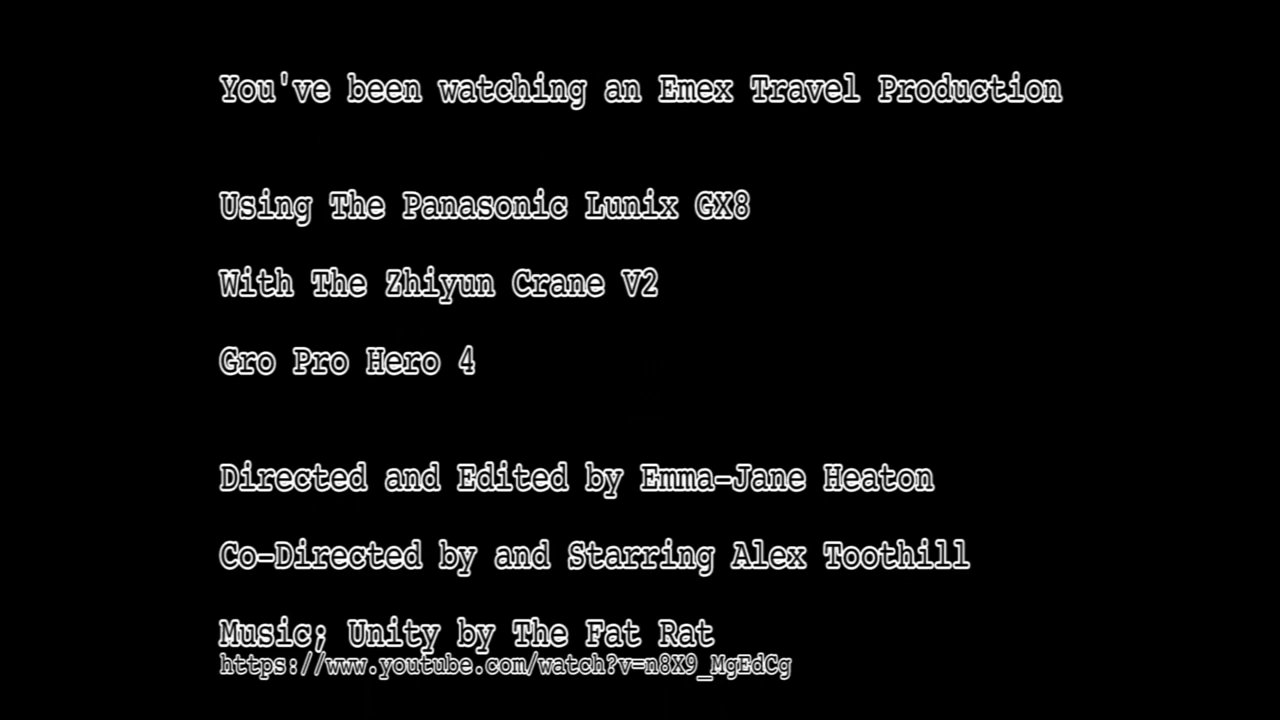 You've been watching an Emex Travel Production
Using The Panasonic Lunix GX8
With The Zhiyun Crane V2
Gro Pro Hero 4
Directed and Edited by Emma-Jane Heaton
Co-Directed by and Starring Alex Toothill
Music; Unity by The Fat Rat
https://www.youtube.com/watch?v=n8X9_MgEdCg